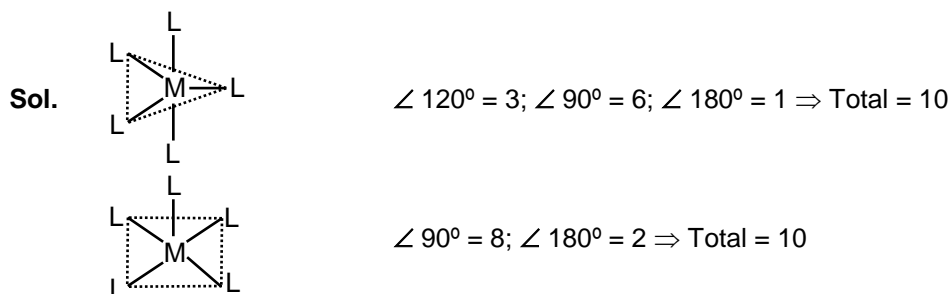 L
L
Sol.
M
L
∠ 120º = 3; ∠ 90º = 6; ∠ 180º = 1 ⇒ Total = 10
L
L
L
L
L
M
∠ 90º = 8; ∠ 180º = 2 ⇒ Total = 10
L
L